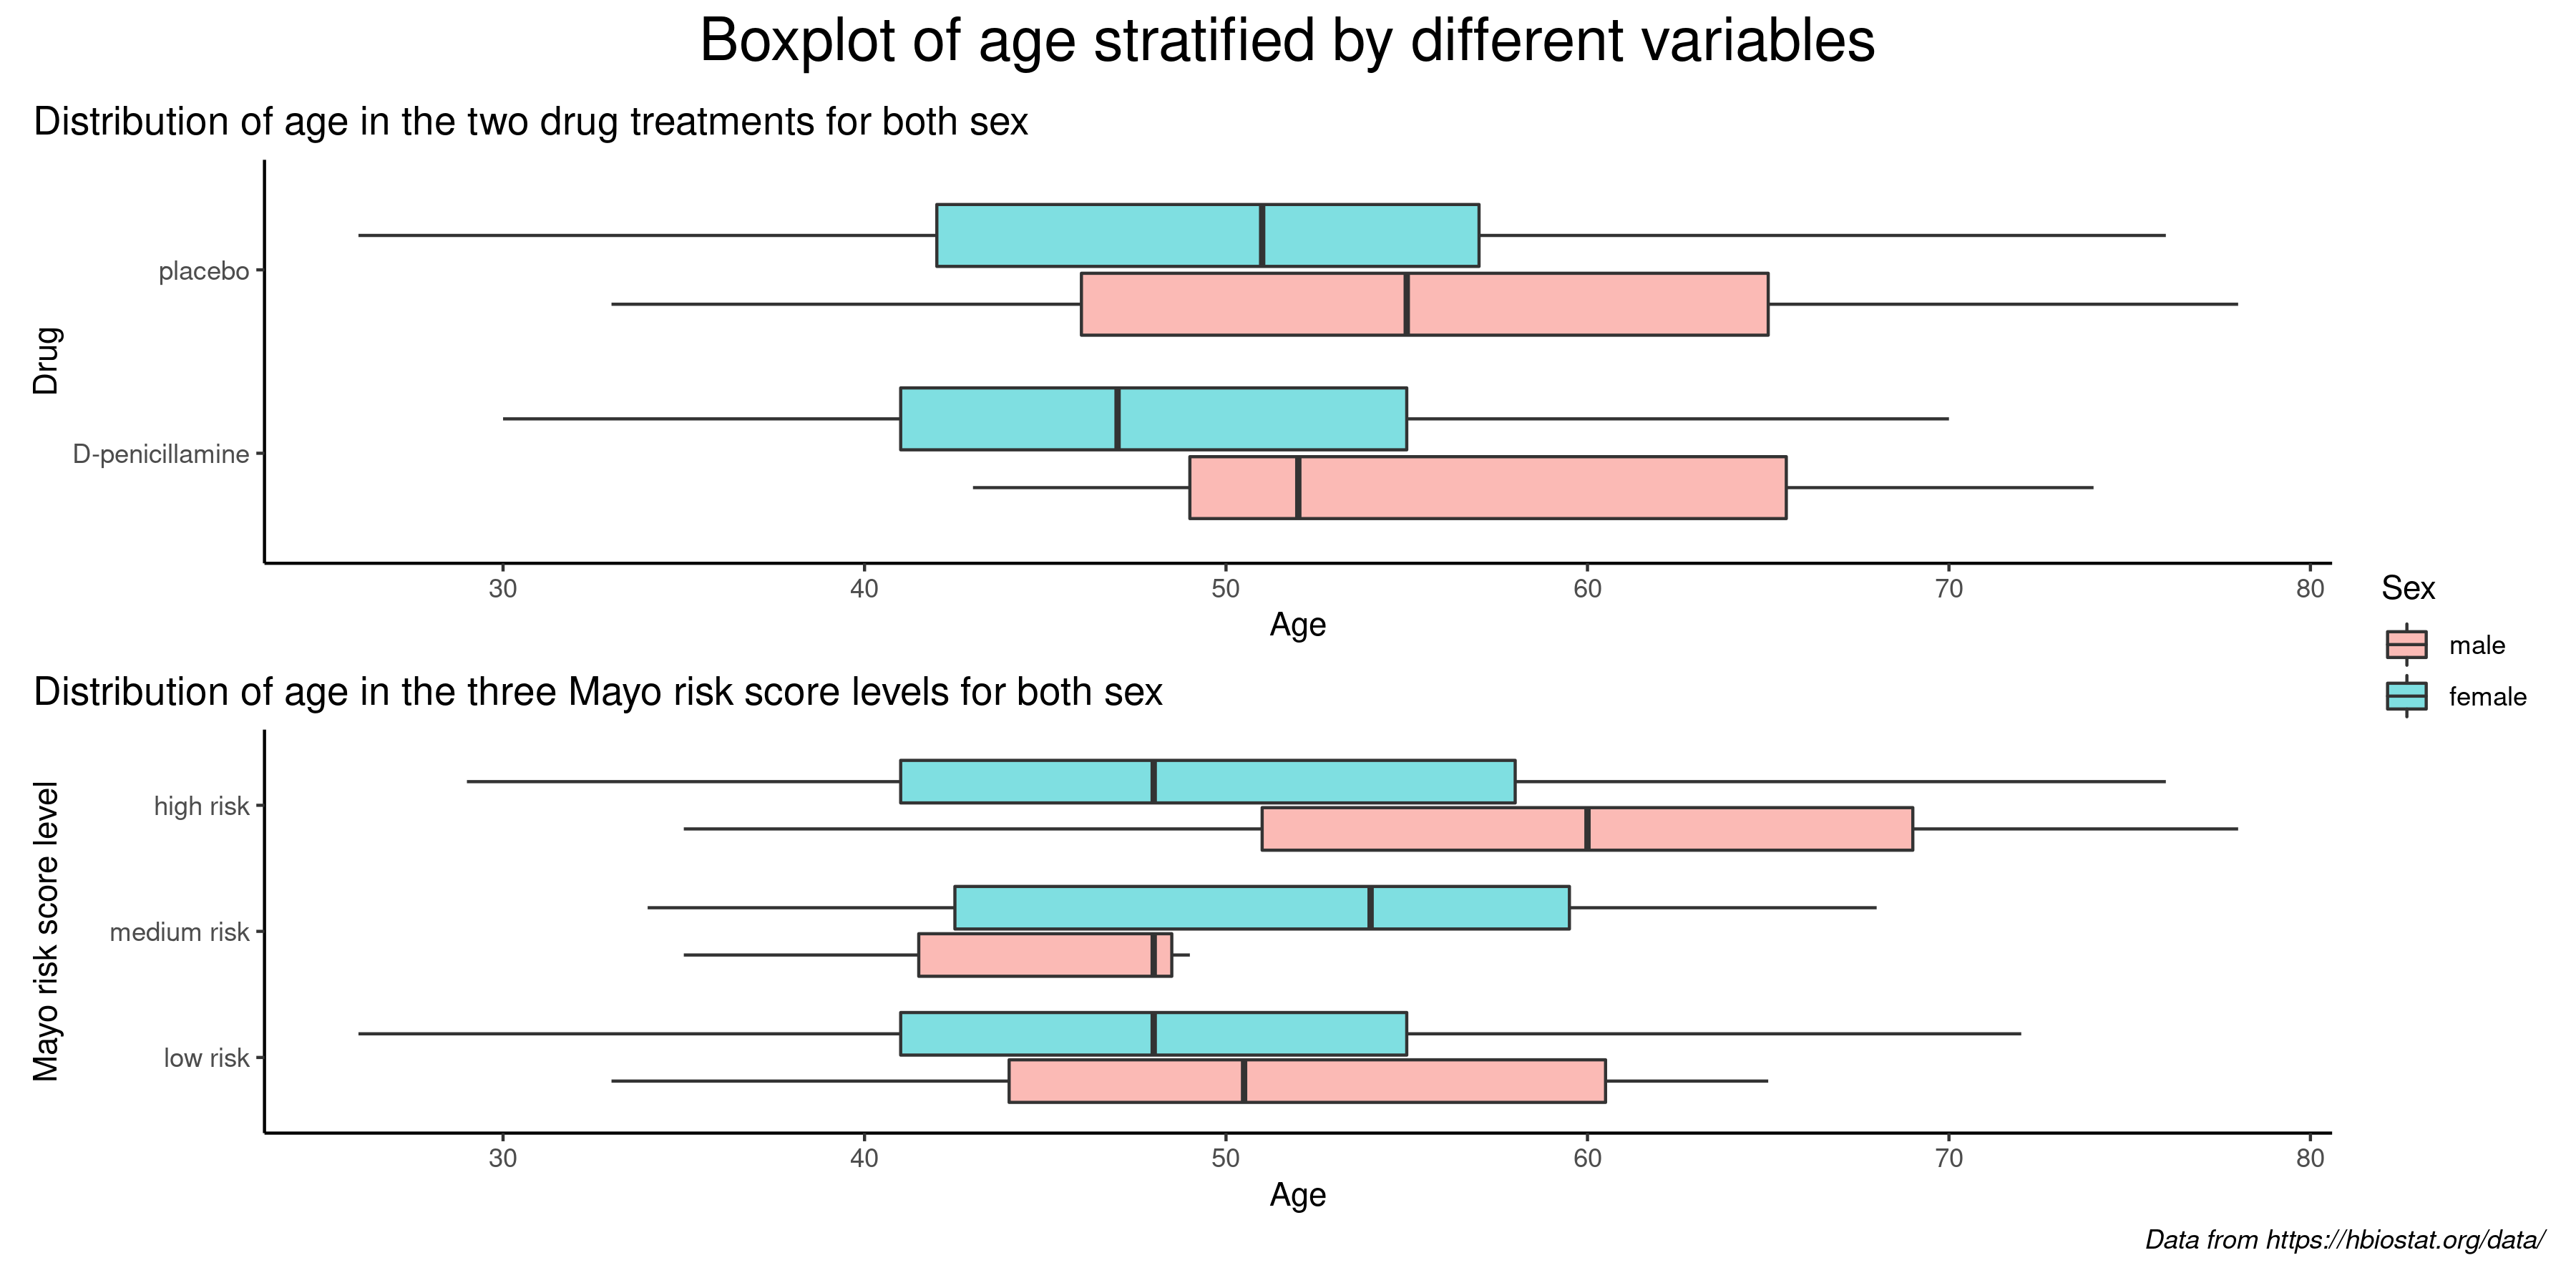 Boxplot of age stratified by different variables
Distribution of age in the two drug treatments for both sex
Drug
placebo
D-penicillamine
30 40 50 60 70 80
Age
Sex
male
female
Distribution of age in the three Mayo risk score levels for both sex
Mayo risk score level
high risk
medium risk
low risk
30 40 50 60 70 80
Age
Data from https://hbiostat.org/data/